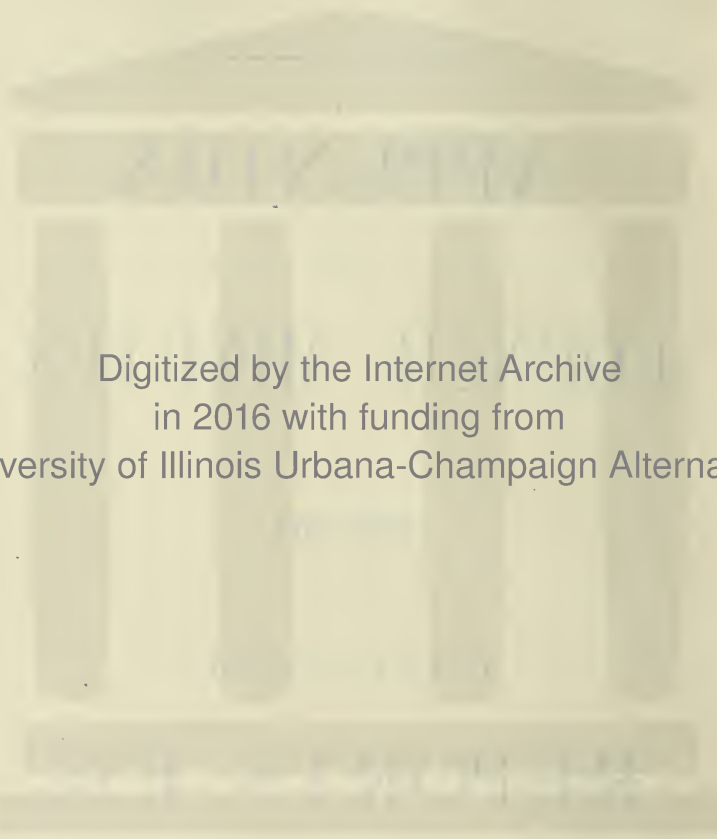 Digitized by the Internet Archive
in 2016 with funding from
versity of Illinois Urbana-Champaign Alterna